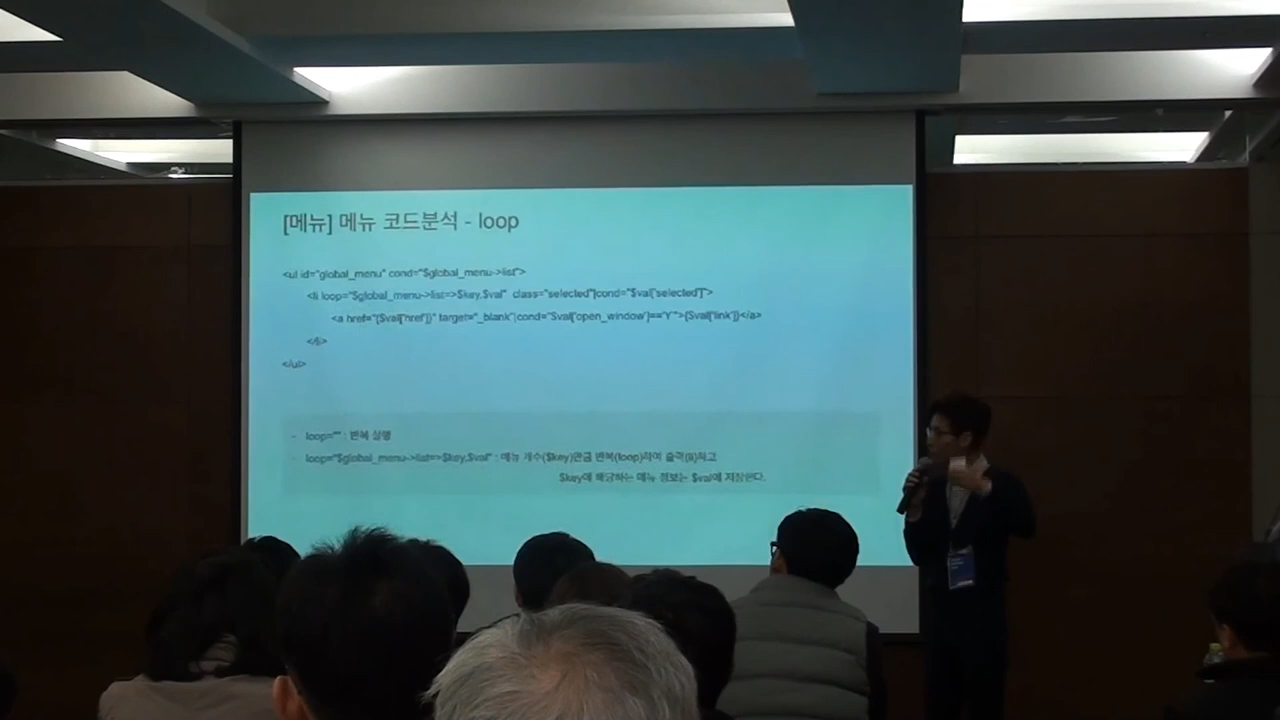 [메뉴] 메뉴 코드분석 - loop
<ul id="global_menu" cond="$global_menu->list">
<li loop="$global_menu->list=>$key,$val" class="selected"|cond="$val['selected']">
<a href="{$val['href']}" target="_blank"|cond="$val['open_window']=='Y'">{$val['link']}</a>
</li>
</ul>
- loop="" : 반복 실행
- loop="$global_menu->list=>$key,$val" : 메뉴 개수($key)만큼 반복(loop)하여 출력(li)하고
$key에 해당하는 메뉴 정보는 $val에 저장한다.